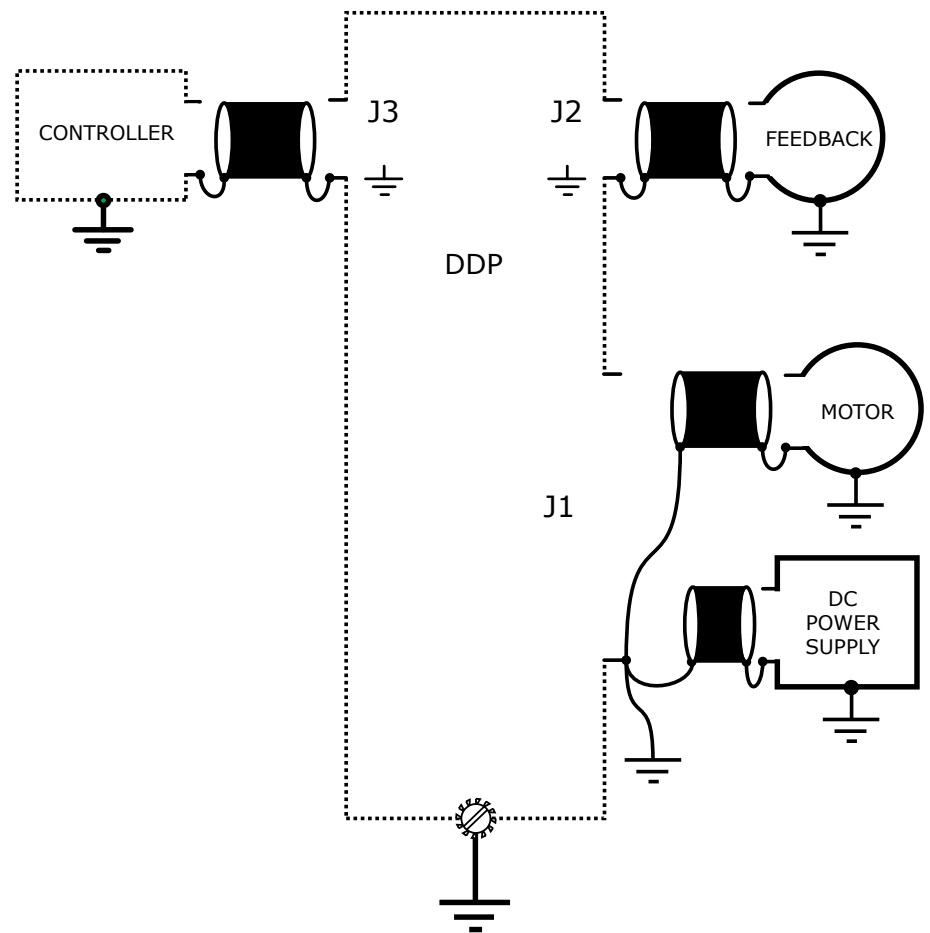 J3
J2
CONTROLLER
FEEDBACK
DDP
MOTOR
J1
DC
POWER
SUPPLY